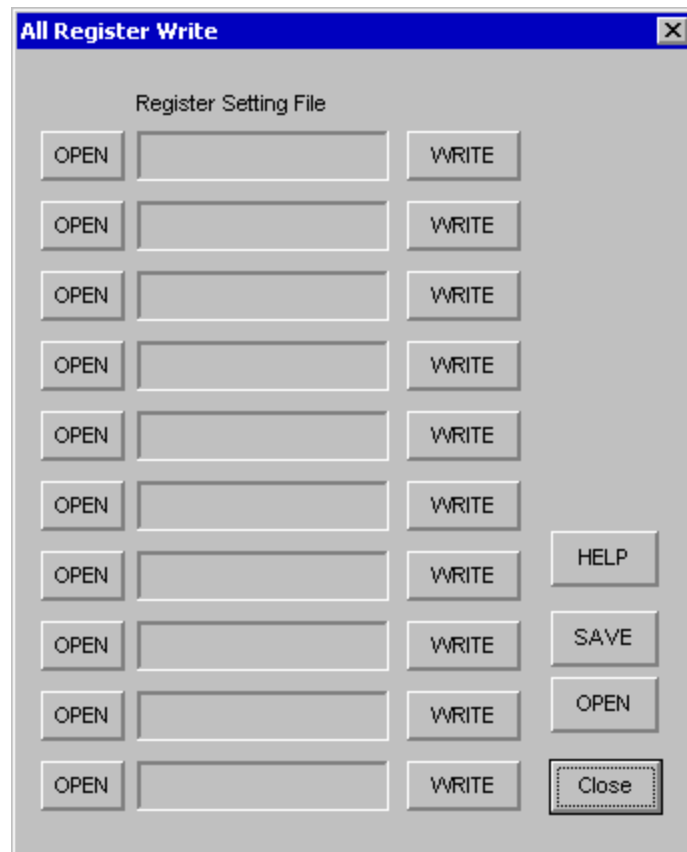 All Register Write
Register Setting File
OPEN WRITE
OPEN WRITE
OPEN WRITE
OPEN WRITE
OPEN WRITE
OPEN WRITE
OPEN WRITE
HELP
OPEN WRITE
SAVE
OPEN WRITE
OPEN
OPEN WRITE
Close